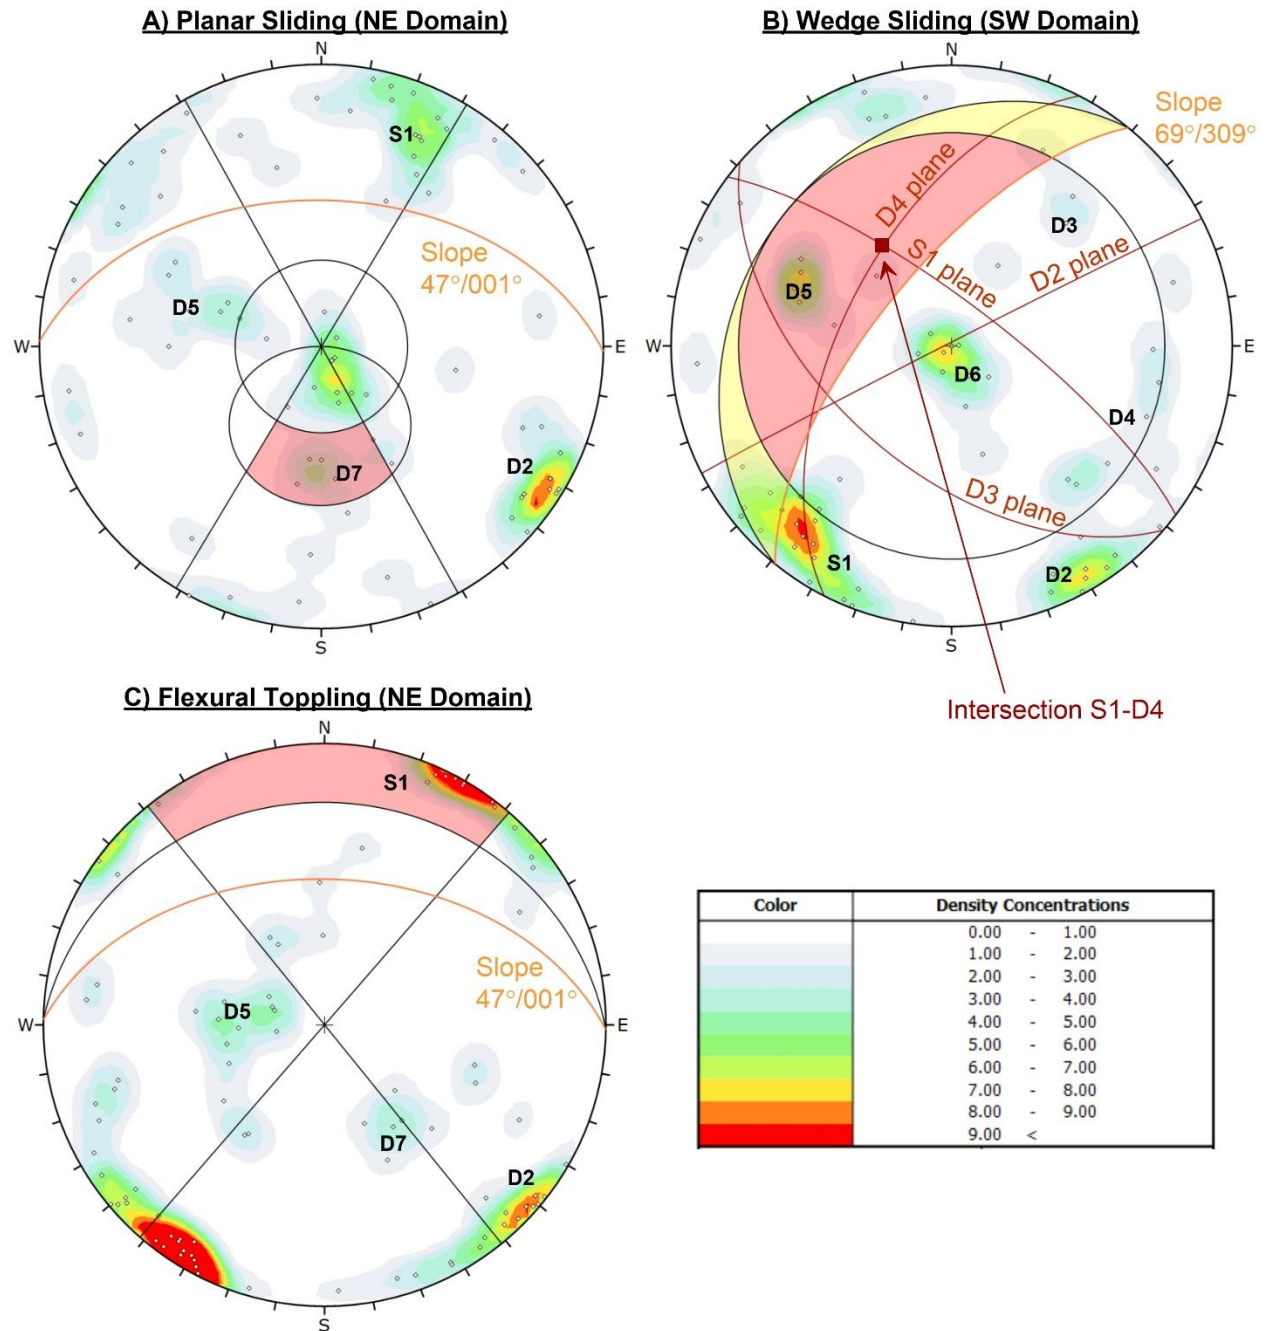 A) Planar Sliding (NE Domain)
N
S1
Slope
47°/001°
D5
W
E
D7
D2
S
B) Wedge Sliding (SW Domain)
N
Slope
69°/309°
D4 plane
D3
S1 plane
D2 plane
D5
W
E
D6
D4
D3 plane
S1
D2
S
Intersection S1-D4
C) Flexural Toppling (NE Domain)
N
S1
Slope
47°/001°
D5
W
E
D7
D2
S
Color Density Concentrations
0.00 - 1.00
1.00 - 2.00
2.00 - 3.00
3.00 - 4.00
4.00 - 5.00
5.00 - 6.00
6.00 - 7.00
7.00 - 8.00
8.00 - 9.00
9.00 <